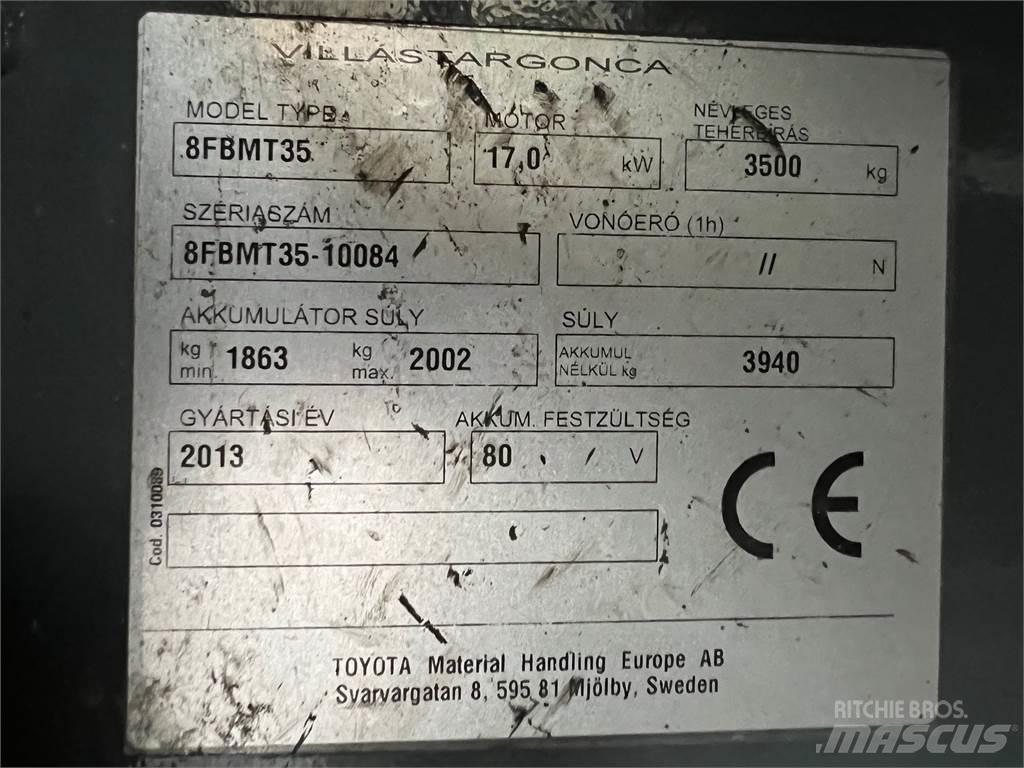 VILLÁSTARGONCA
MODEL TYPE
8FBMT35
MOTOR
17,0 kW
NÉVLEGES
TEHERBÍRÁS
3500 kg
SZÉRIASZÁM
8FBMT35-10084
VONÓERŐ (1h)
// N
AKKUMULÁTOR SÚLY
kg min. 1863 kg max. 2002
SÚLY
AKKUMUL
NÉLKÜL kg
3940
GYÁRTÁSI ÉV
2013
AKKUM. FESTZÜLTSÉG
80 V
Cod. 0310089
CE
TOYOTA Material Handling Europe AB
Svarvargatan 8, 595 81 Mjölby, Sweden
RITCHIE BROS.
MASCUS